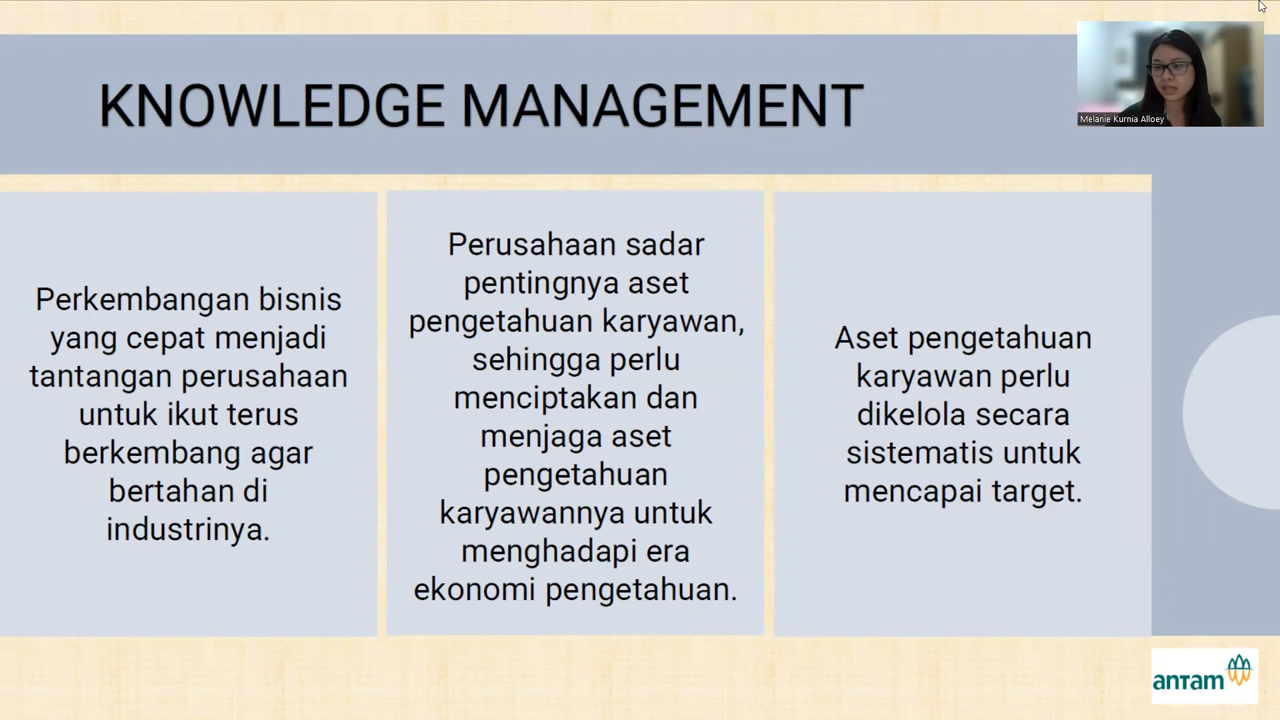 KNOWLEDGE MANAGEMENT
Melanie Kurnia Alloey
Perkembangan bisnis
yang cepat menjadi
tantangan perusahaan
untuk ikut terus
berkembang agar
bertahan di
industrinya.
Perusahaan sadar
pentingnya aset
pengetahuan karyawan,
sehingga perlu
menciptakan dan
menjaga aset
pengetahuan
karyawannya untuk
menghadapi era
ekonomi pengetahuan.
Aset pengetahuan
karyawan perlu
dikelola secara
sistematis untuk
mencapai target.
antam